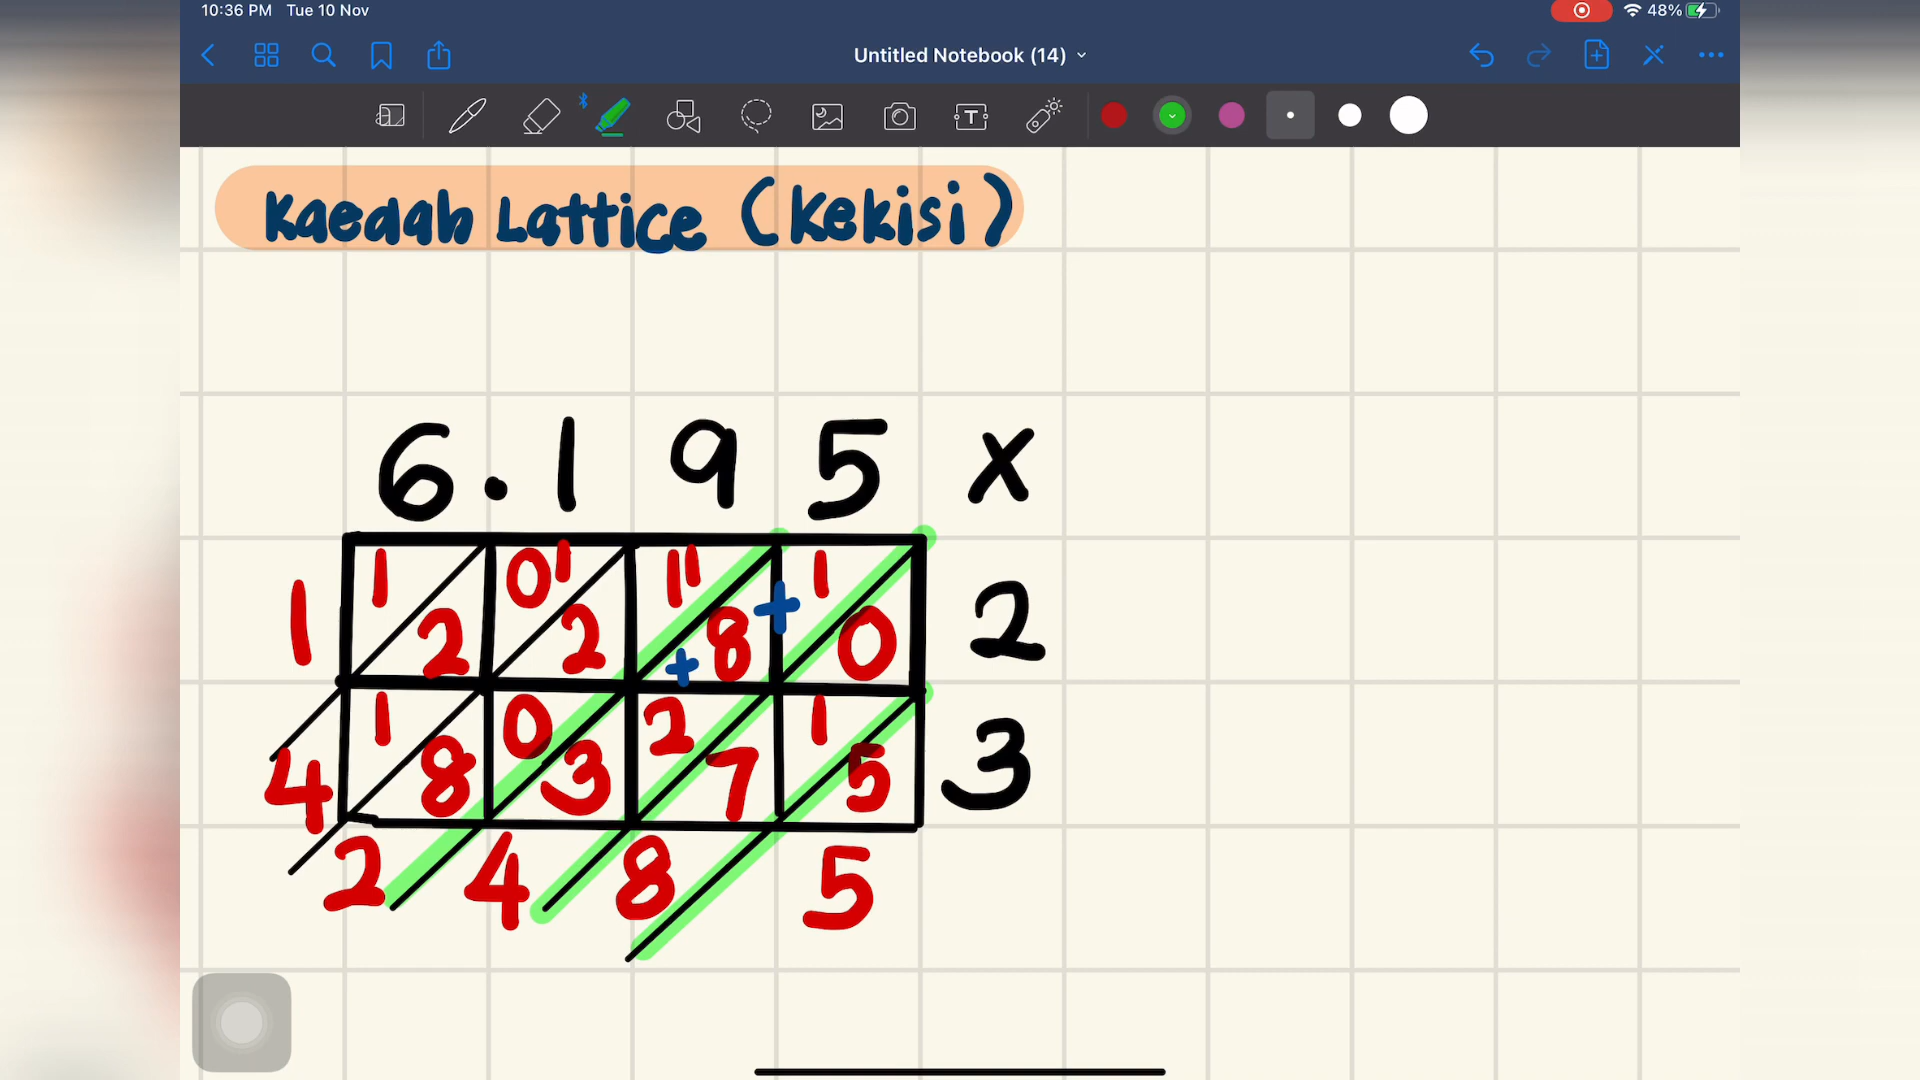 10:36 PM Tue 10 Nov 48%
Untitled Notebook (14)
T
Kaedah Lattice (Kekisi)
6.1 9 5 x
1 0 1 1 1 1
1 2 2 8 + 0 2
+
1 0 2 1
4 8 3 7 5 3
2 4 8 5